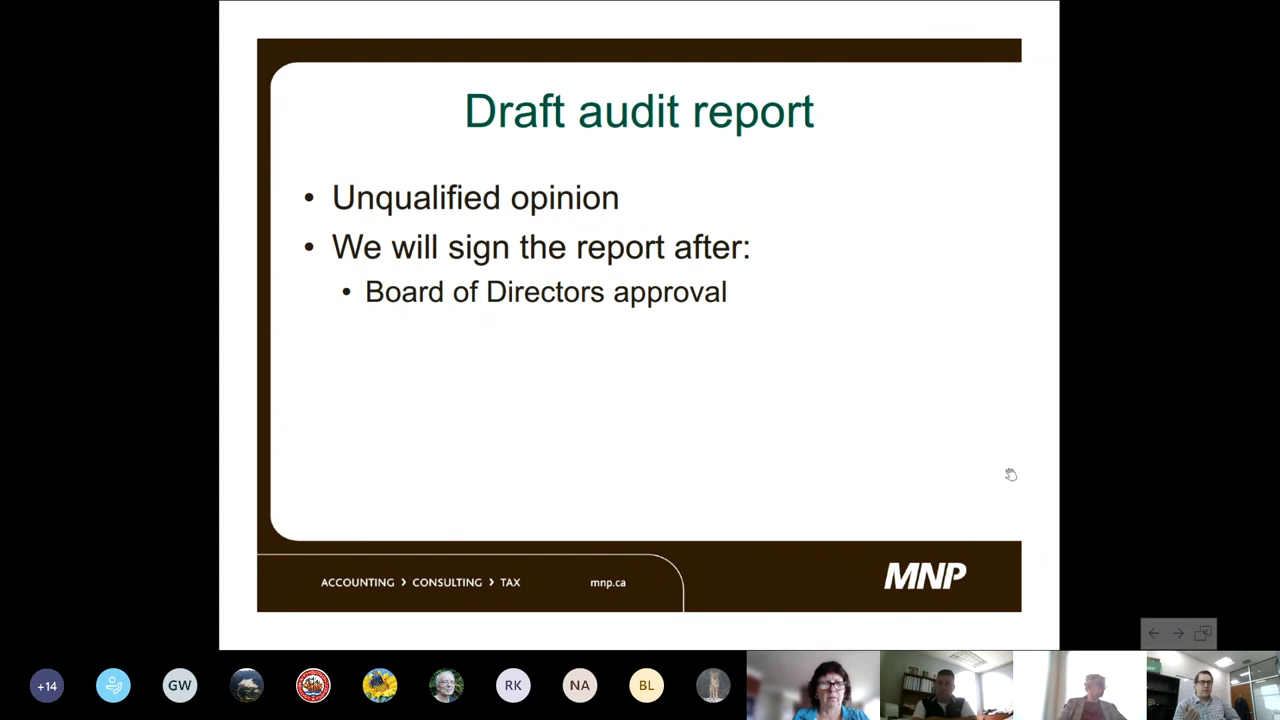 Draft audit report
• Unqualified opinion
• We will sign the report after:
• Board of Directors approval
ACCOUNTING › CONSULTING › TAX
mnp.ca
MNP
+14
GW
RK
NA
BL